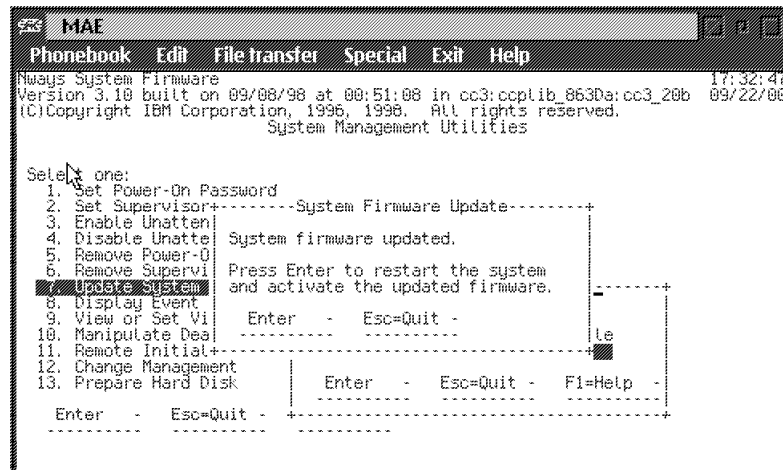 MAE
Phonebook Edit File transfer Special Exit Help
Nways System Firmware 17:32:47
Version 3.10 built on 09/08/98 at 00:51:08 in cc3:ccplib_863Da:cc3_20b 09/22/00
(C)Copyright IBM Corporation, 1996, 1998. All rights reserved.
System Management Utilities
Select one:
1. Set Power-On Password
2. Set Supervisor
System Firmware Update
3. Enable Unatten
4. Disable Unatte
System firmware updated.
5. Remove Power-O
6. Remove Supervi
Press Enter to restart the system
7. Update System
and activate the updated firmware.
8. Display Event
9. View or Set Vi
Enter - Esc=Quit -
10. Manipulate Dea
le
11. Remote Initial
12. Change Management
13. Prepare Hard Disk
Enter - Esc=Quit - F1=Help -
Enter - Esc=Quit -